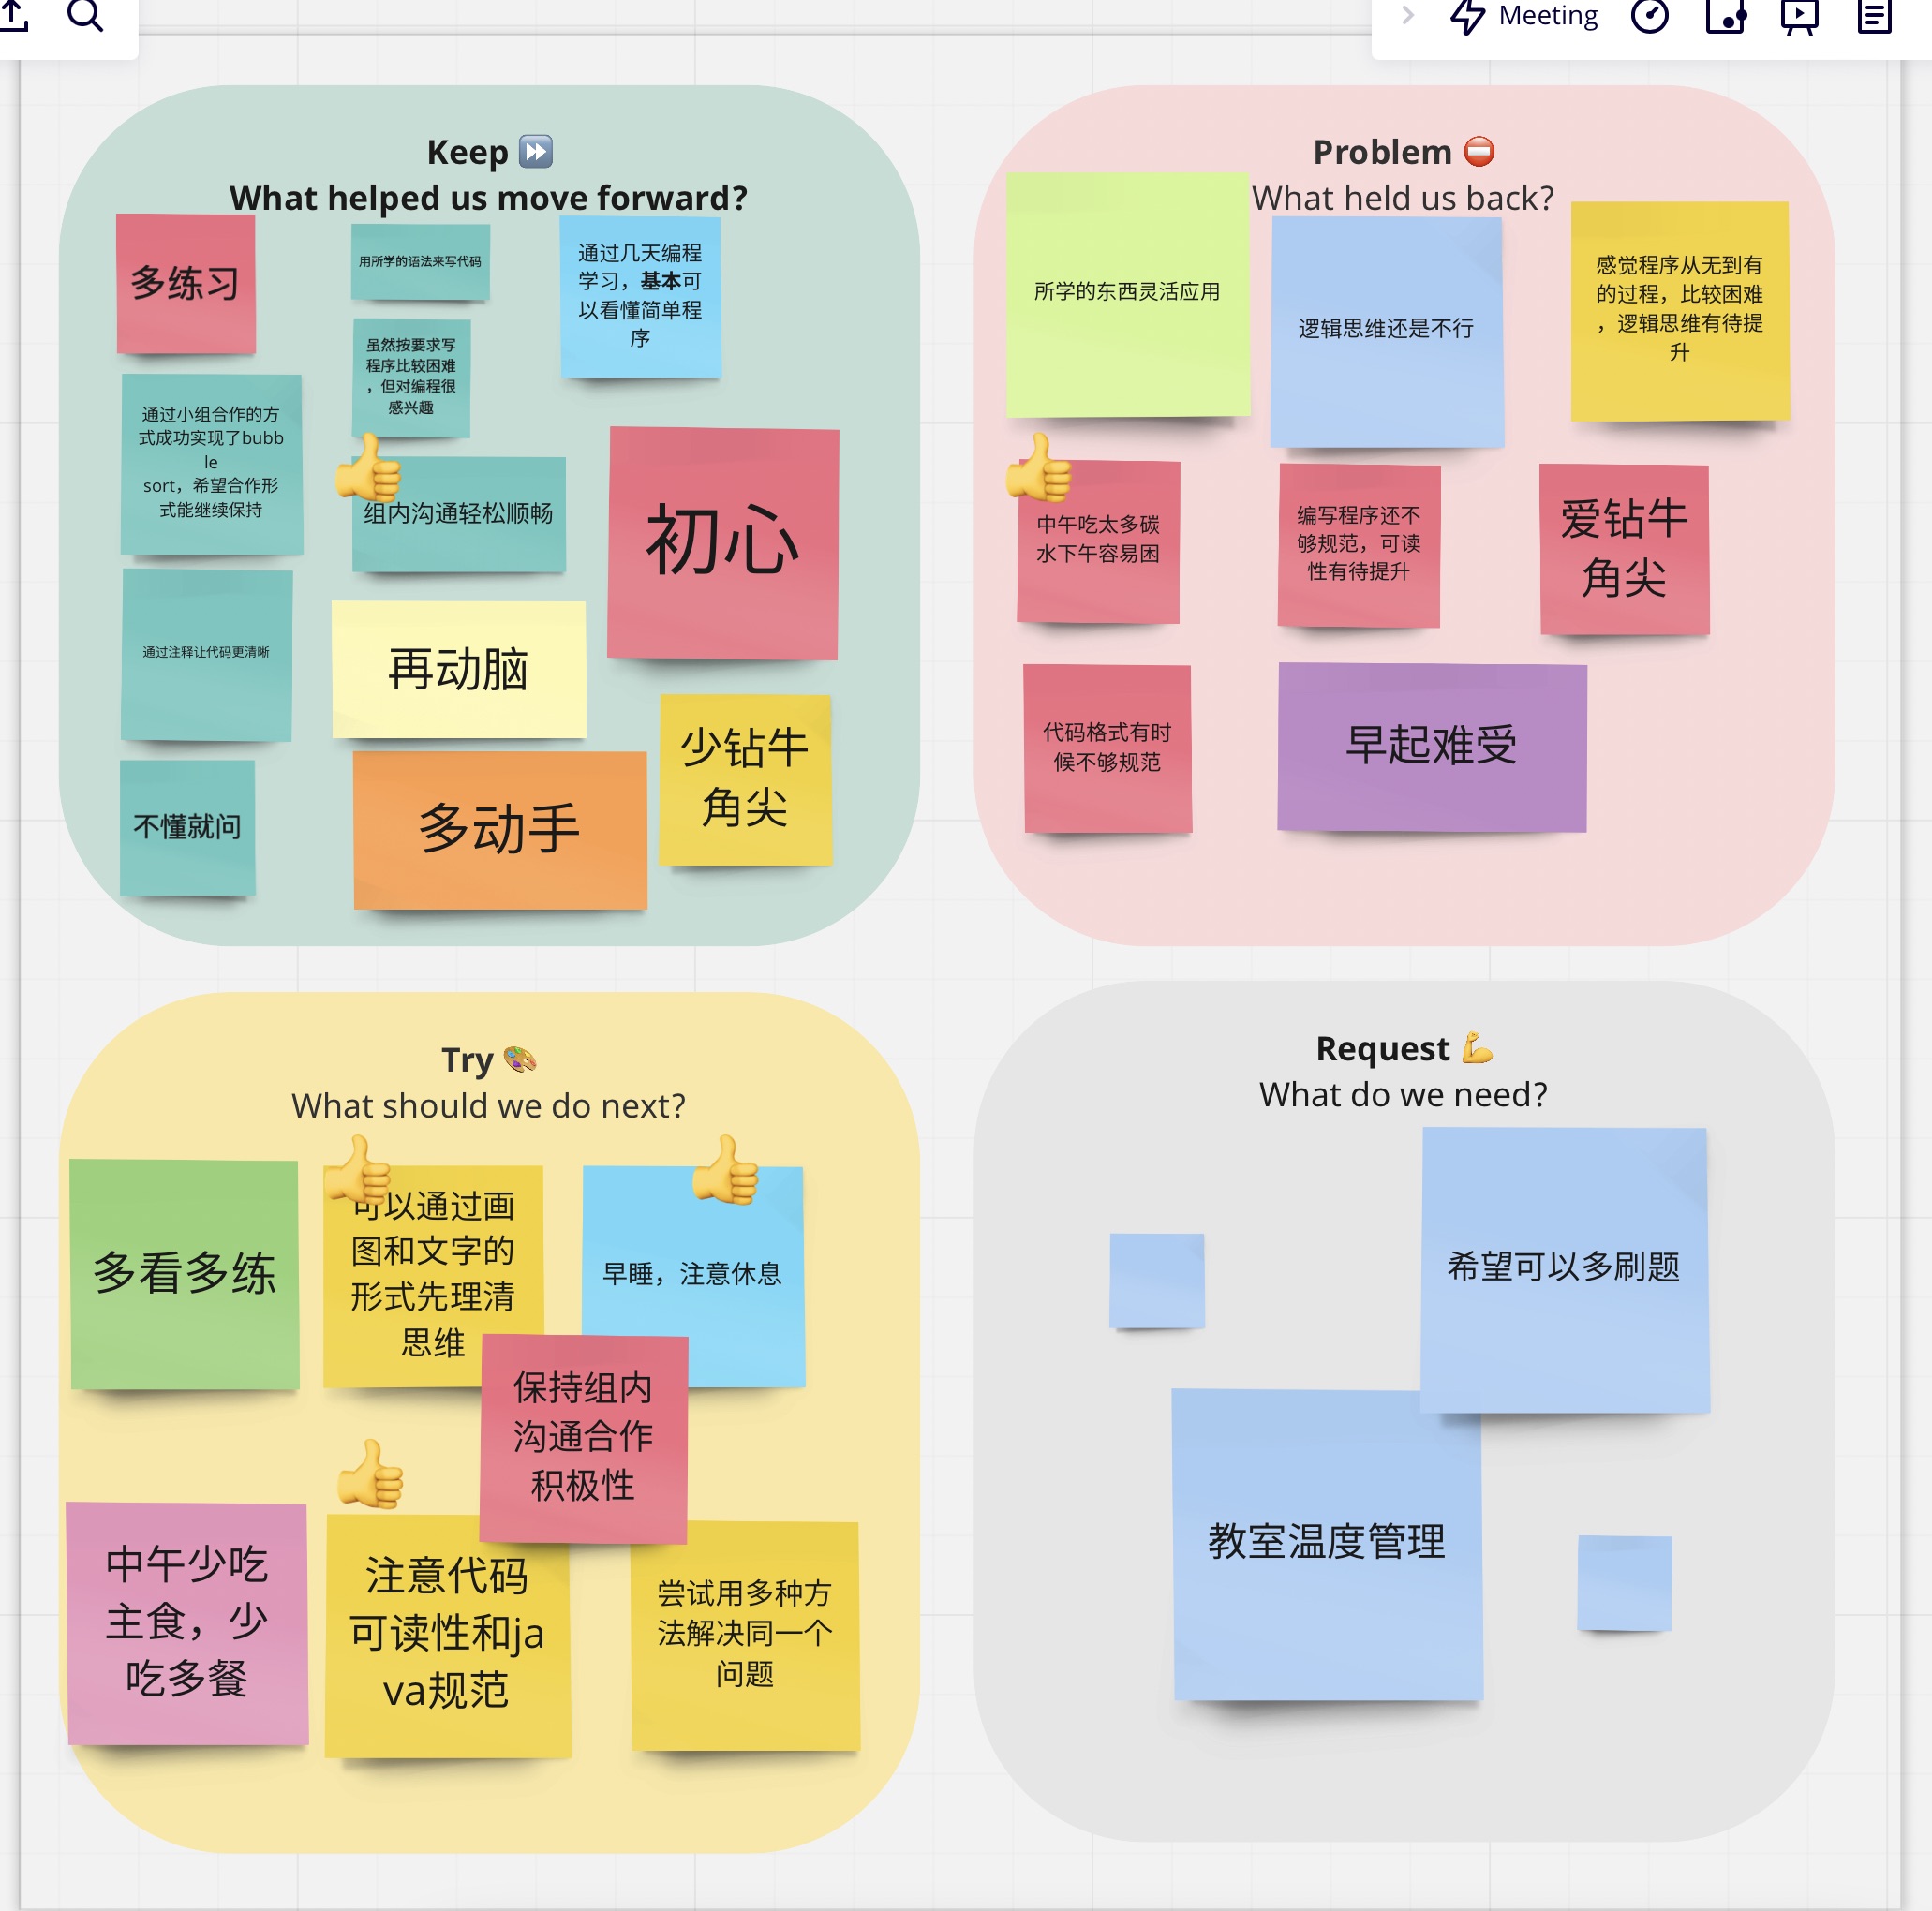 Meeting
Keep
What helped us move forward?
多练习
用所学的语法来写代码
通过几天编程
学习，基本可
以看懂简单程
序
虽然按要求写
程序比较困难
，但对编程很
感兴趣
通过小组合作的方
式成功实现了bubb
le
sort，希望合作形
式能继续保持
组内沟通轻松顺畅
初心
通过注释让代码更清晰
再动脑
少钻牛
角尖
不懂就问
多动手
Problem
What held us back?
所学的东西灵活应用
逻辑思维还是不行
感觉程序从无到有
的过程，比较困难
，逻辑思维有待提
升
中午吃太多碳
水下午容易困
编写程序还不
够规范，可读
性有待提升
爱钻牛
角尖
代码格式有时
候不够规范
早起难受
Try
What should we do next?
多看多练
可以通过画
图和文字的
形式先理清
思维
早睡，注意休息
保持组内
沟通合作
积极性
中午少吃
主食，少
吃多餐
注意代码
可读性和ja
va规范
尝试用多种方
法解决同一个
问题
Request
What do we need?
希望可以多刷题
教室温度管理